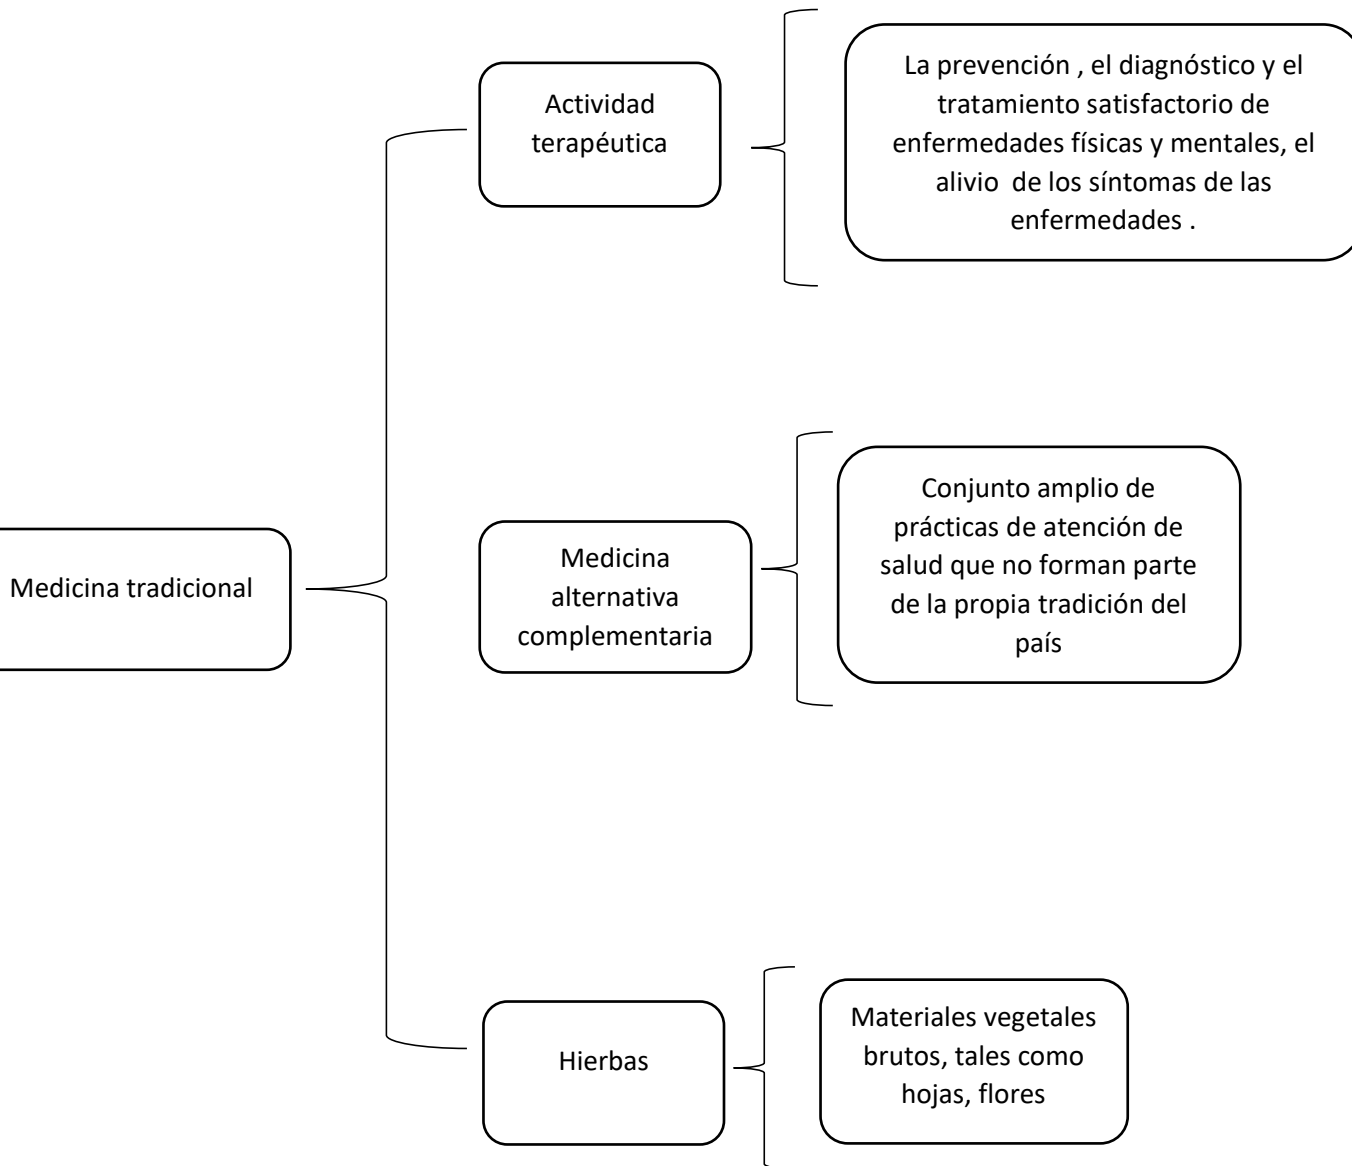 Actividad
terapéutica
La prevención , el diagnóstico y el
tratamiento satisfactorio de
enfermedades físicas y mentales, el
alivio  de los síntomas de las
enfermedades .
Medicina tradicional
Medicina
alternativa
complementaria
Conjunto amplio de
prácticas de atención de
salud que no forman parte
de la propia tradición del
país
Hierbas
Materiales vegetales
brutos, tales como
hojas, flores